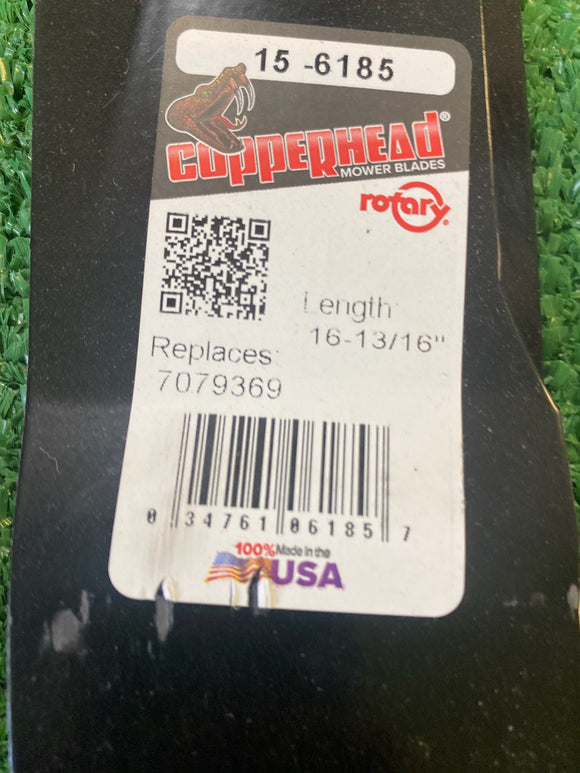 15 -6185
COPPERHEAD®
MOWER BLADES
rotary®
Length:
16-13/16"
Replaces:
7079369
0 34761 06185 7
100% Made in the
USA